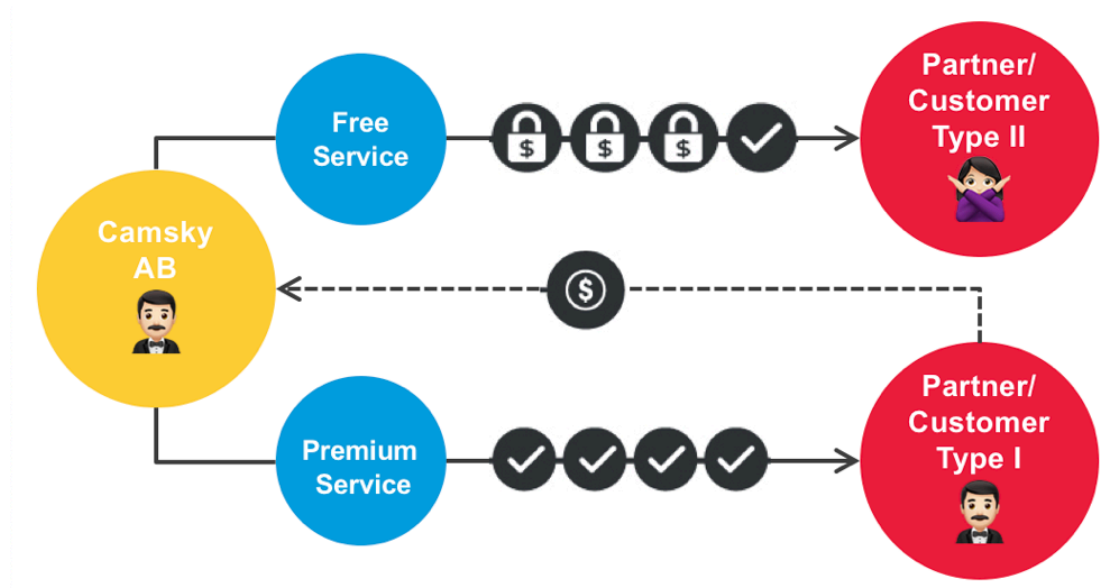 Free
Service
$
$
$
Partner/
Customer
Type II
Camsky
AB
$
Premium
Service
Partner/
Customer
Type I